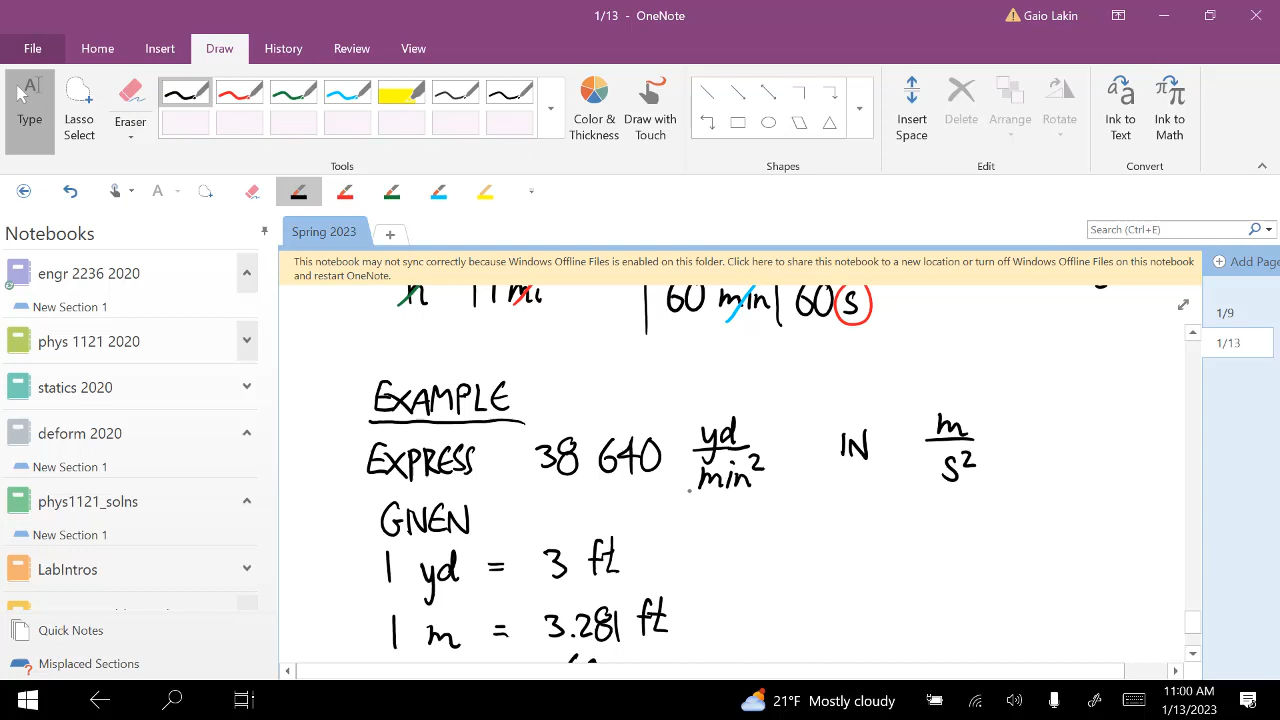 1/13 - OneNote
Gaio Lakin
File Home Insert Draw History Review View
Type
Lasso Select
Eraser
Color & Thickness
Draw with Touch
Insert Space
Delete
Arrange
Rotate
Ink to Text
Ink to Math
Tools
Shapes
Edit
Convert
Notebooks
Spring 2023
Search (Ctrl+E)
This notebook may not sync correctly because Windows Offline Files is enabled on this folder. Click here to share this notebook to a new location or turn off Windows Offline Files on this notebook
and restart OneNote.
Add Page
engr 2236 2020
New Section 1
phys 1121 2020
statics 2020
deform 2020
New Section 1
phys1121_solns
New Section 1
LabIntros
Quick Notes
Misplaced Sections
1/9
1/13
h | 1 mi | 60 min | 60 s
EXAMPLE
EXPRESS 38 640 yd/min² IN m/s²
GIVEN
1 yd = 3 ft
1 m = 3.281 ft
21°F Mostly cloudy
11:00 AM
1/13/2023